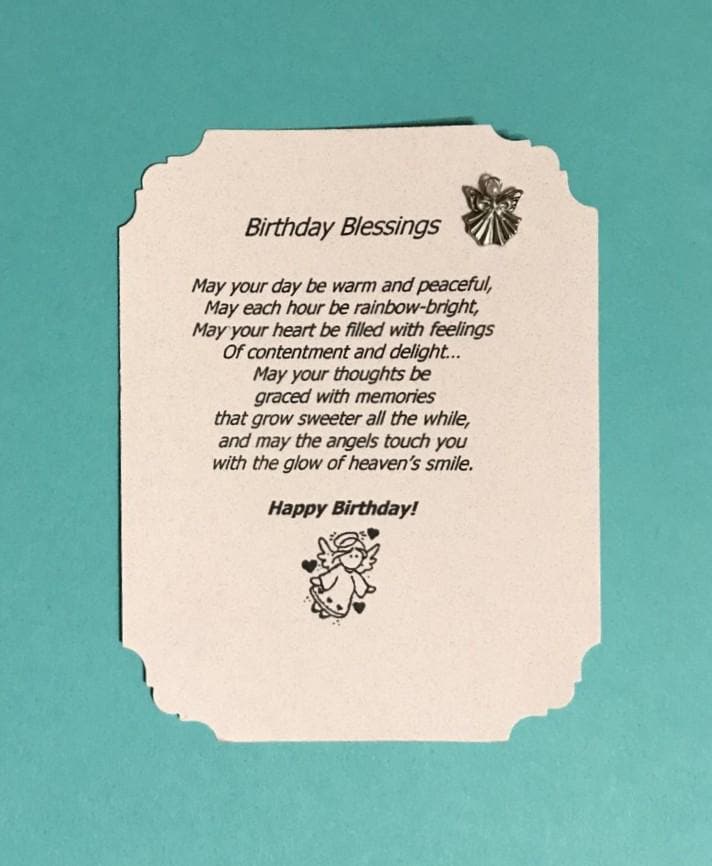 Birthday Blessings
May your day be warm and peaceful,
May each hour be rainbow-bright,
May your heart be filled with feelings
Of contentment and delight...
May your thoughts be
graced with memories
that grow sweeter all the while,
and may the angels touch you
with the glow of heaven's smile.
Happy Birthday!